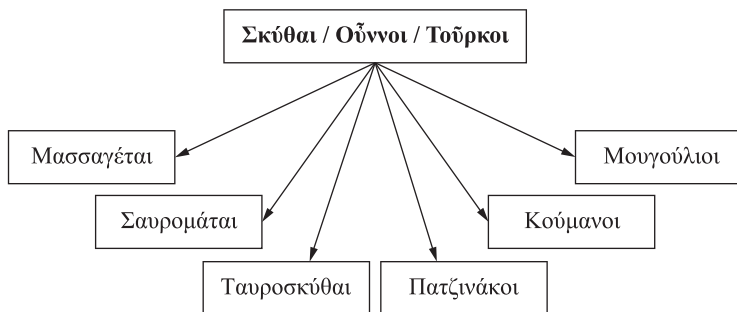 Σκύθαι / Οὖννοι / Τοῦρκοι
Μασσαγέται
Μουγούλιοι
Σαυρομάται
Κούμανοι
Ταυροσκύθαι
Πατζινάκοι